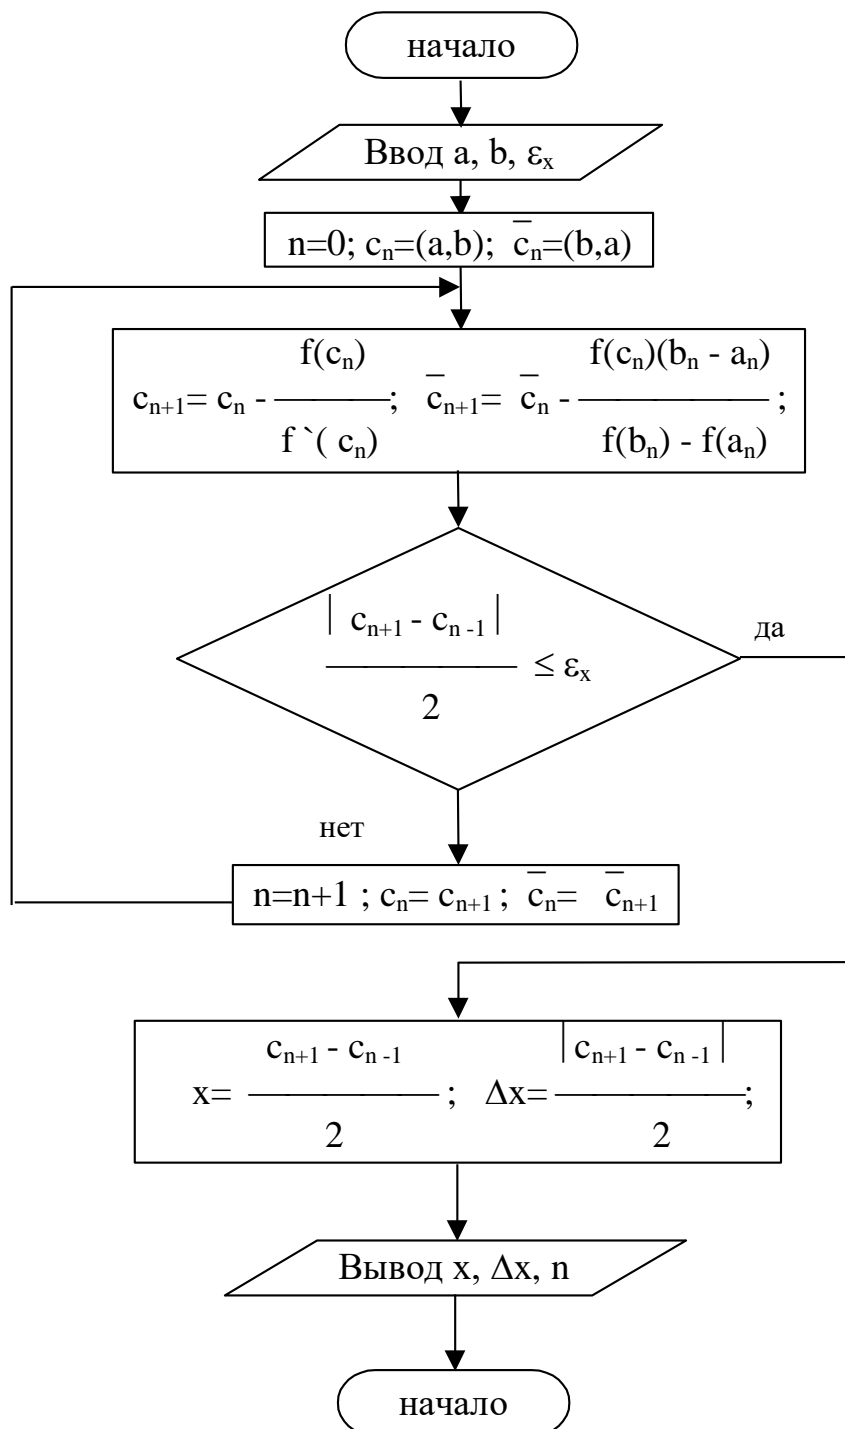 начало
Ввод a, b, εx
n=0; cn=(a,b); c̄n=(b,a)
f(cn) f(cn)(bn - an)
cn+1= cn - ————; c̄n+1= c̄n - ——————— ;
f `( cn) f(bn) - f(an)
| cn+1 - cn -1 |
—————— ≤ εx
2
да
нет
n=n+1 ; cn= cn+1 ; c̄n= c̄n+1
cn+1 - cn -1 |cn+1 - cn -1 |
x= —————— ; Δx= —————— ;
2 2
Вывод x, Δx, n
начало